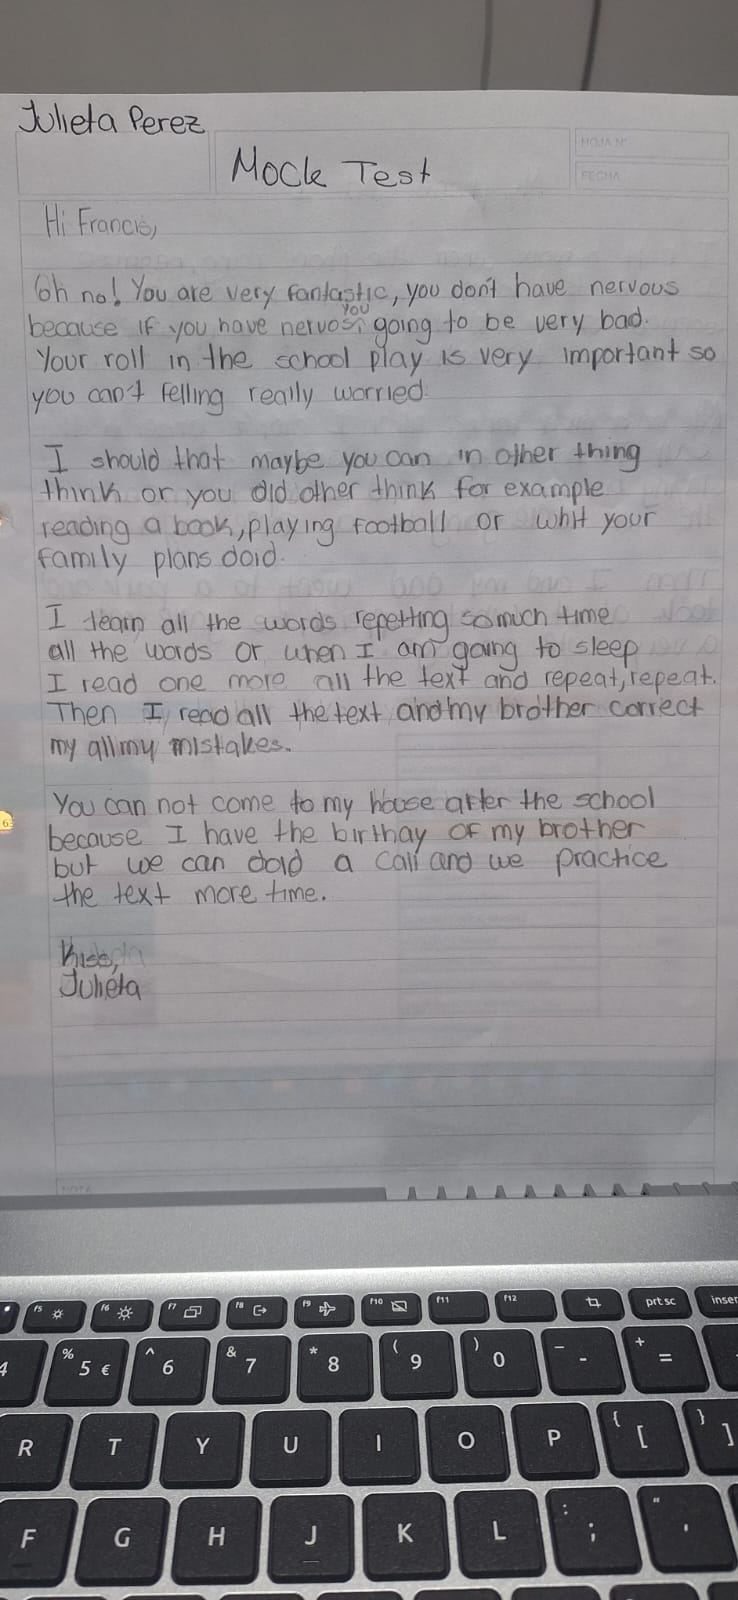 Julieta Perez
HOJA N°
Mock Test
FECHA
Hi Francis,
Oh no! You are very fantastic, you don't have nervous
because if you have nervos you going to be very bad.
Your roll in the school play is very important so
you can't felling really worried.
I should that maybe you can in other thing
think or you did other think for example
reading a book, playing football or whit your
family plans doid.
I learn all the words repetting so much time
all the words or when I am going to sleep
I read one more all the text and repeat, repeat.
Then I read all the text and my brother correct
my all my mistakes.
You can not come to my house after the school
because I have the birthay of my brother
but we can doid a call and we practice
the text more time.
Julieta
NOTA
f5
f6
f7
f8
f9
f10
f11
f12
prt sc
inser
4
% 5 €
^ 6
& 7
* 8
( 9
) 0
_ -
+ =
R T Y U I O P { [ } ]
F G H J K L : ; " '